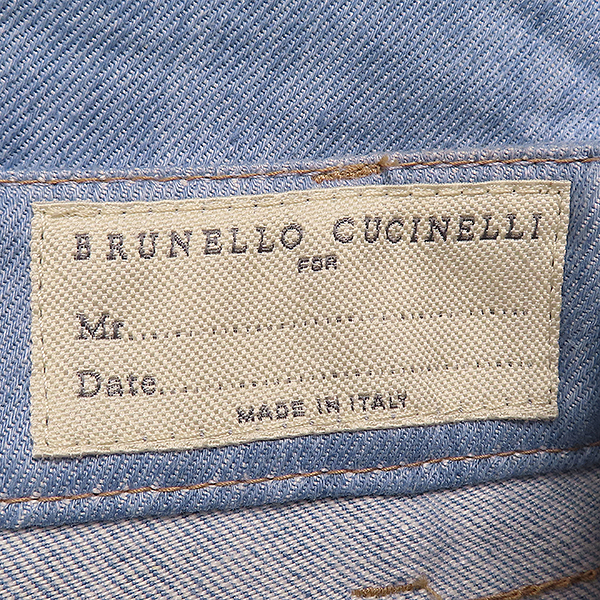 BRUNELLO CUCINELLI
FOR
Mr...............................................
Date...........................................
MADE IN ITALY